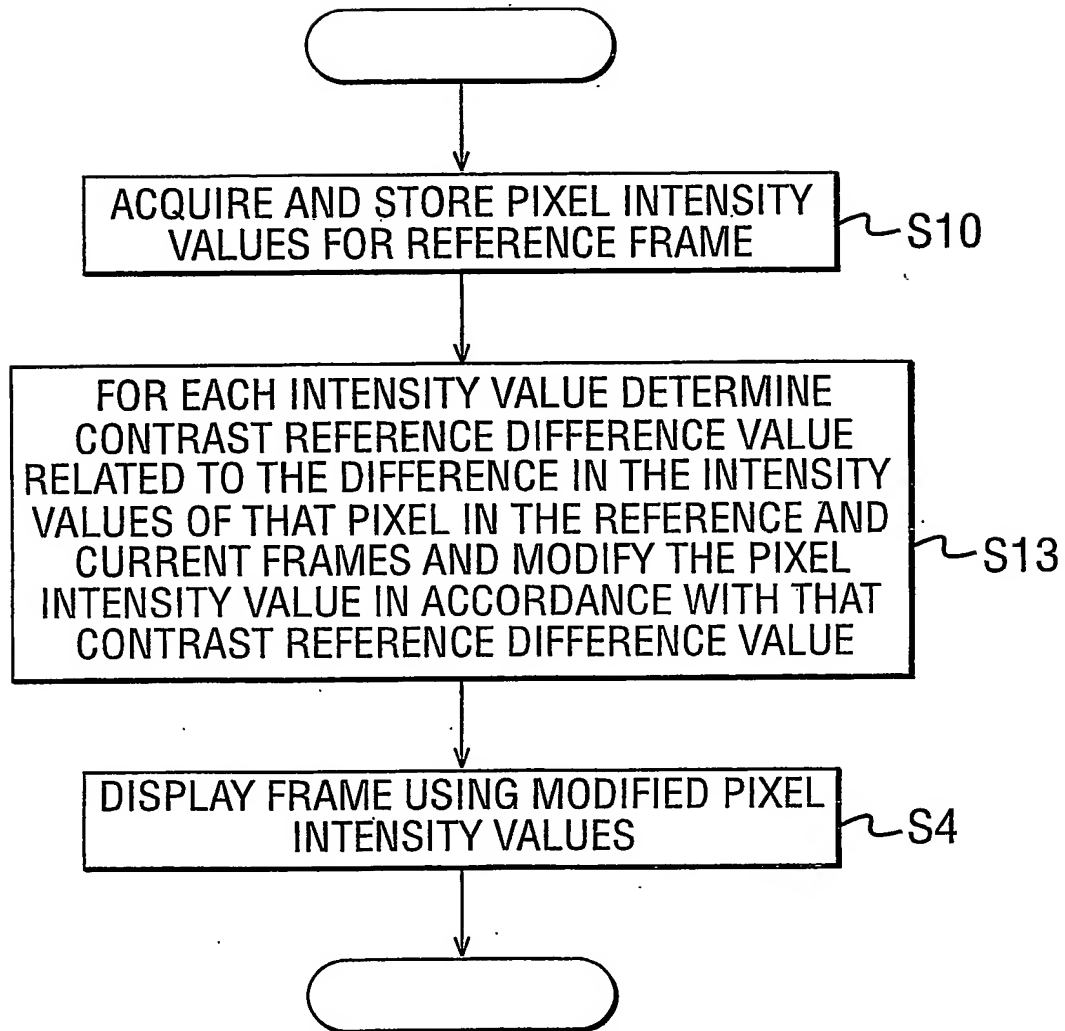 ACQUIRE AND STORE PIXEL INTENSITY
VALUES FOR REFERENCE FRAME
S10
FOR EACH INTENSITY VALUE DETERMINE
CONTRAST REFERENCE DIFFERENCE VALUE
RELATED TO THE DIFFERENCE IN THE INTENSITY
VALUES OF THAT PIXEL IN THE REFERENCE AND
CURRENT FRAMES AND MODIFY THE PIXEL
INTENSITY VALUE IN ACCORDANCE WITH THAT
CONTRAST REFERENCE DIFFERENCE VALUE
S13
DISPLAY FRAME USING MODIFIED PIXEL
INTENSITY VALUES
S4